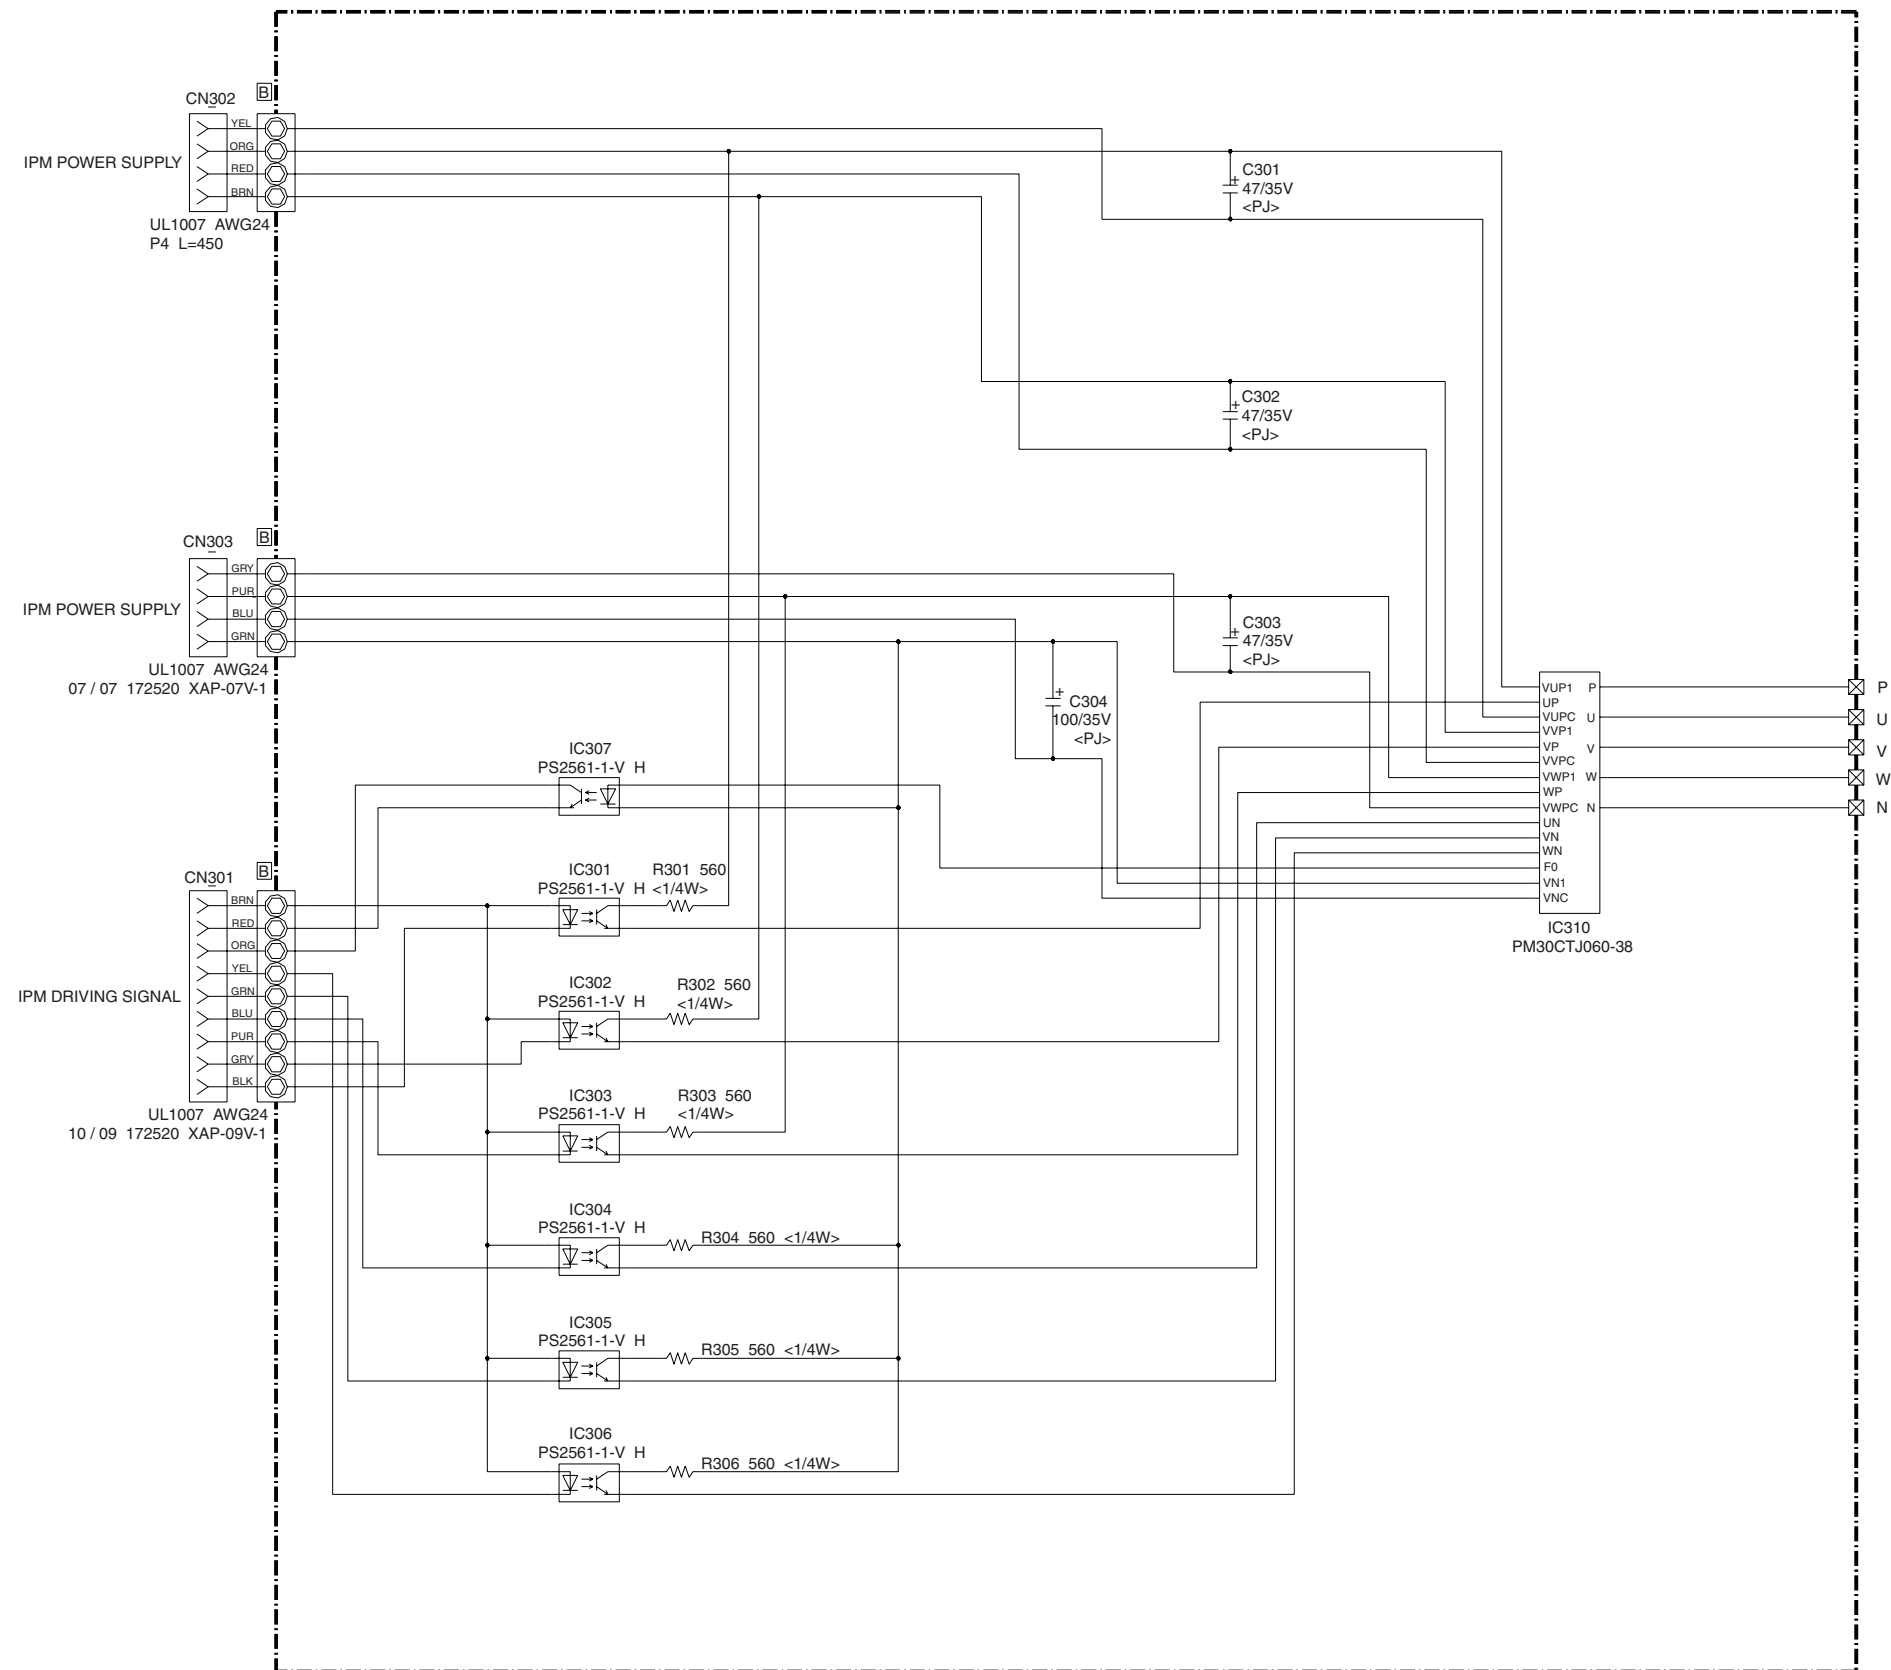 CN302
B
YEL
ORG
RED
BRN
IPM POWER SUPPLY
UL1007 AWG24
P4 L=450
C301
47/35V
<PJ>
C302
47/35V
<PJ>
CN303
B
GRY
PUR
BLU
GRN
IPM POWER SUPPLY
UL1007 AWG24
07 / 07 172520 XAP-07V-1
C303
47/35V
<PJ>
C304
100/35V
<PJ>
IC307
PS2561-1-V H
CN301
B
BRN
RED
ORG
YEL
GRN
BLU
PUR
GRY
BLK
IPM DRIVING SIGNAL
UL1007 AWG24
10 / 09 172520 XAP-09V-1
IC301
PS2561-1-V H
R301 560
<1/4W>
IC302
PS2561-1-V H
R302 560
<1/4W>
IC303
PS2561-1-V H
R303 560
<1/4W>
IC304
PS2561-1-V H
R304 560 <1/4W>
IC305
PS2561-1-V H
R305 560 <1/4W>
IC306
PS2561-1-V H
R306 560 <1/4W>
VUP1 P
UP
VUPC U
VVP1
VP V
VVPC
VWP1 W
WP
VWPC N
UN
VN
WN
F0
VN1
VNC
IC310
PM30CTJ060-38
P
U
V
W
N